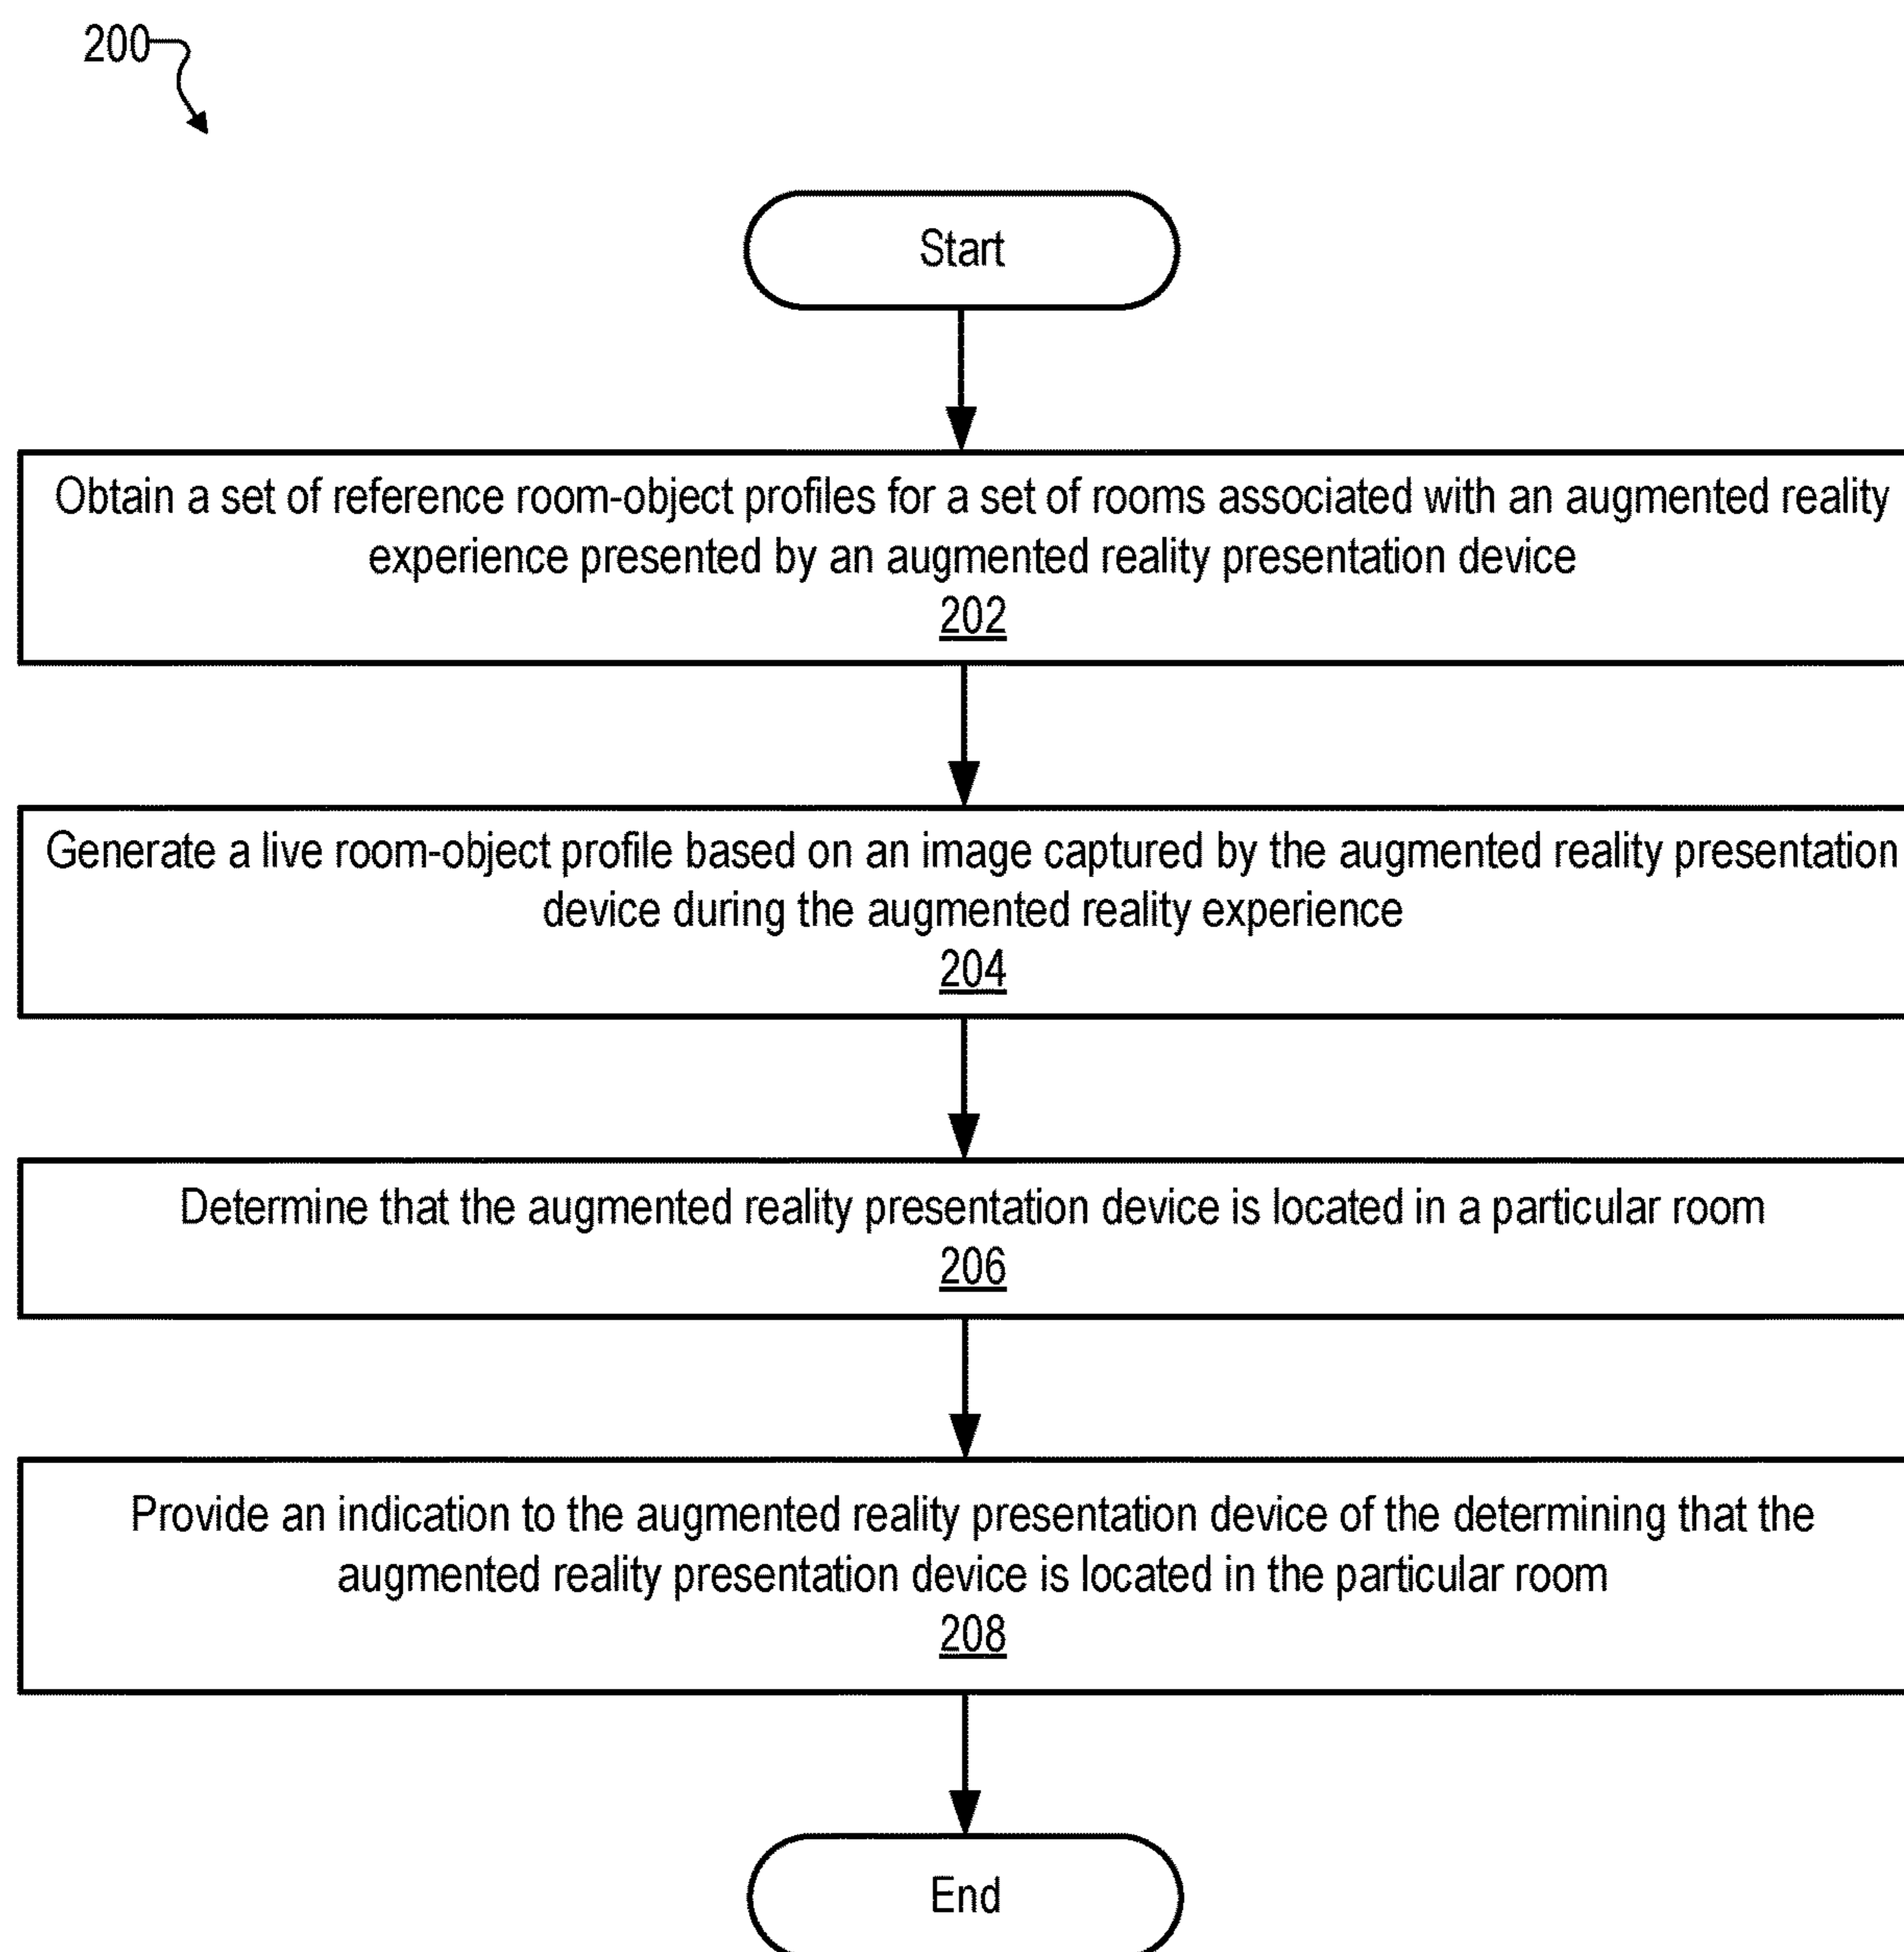 200
Start
Obtain a set of reference room-object profiles for a set of rooms associated with an augmented reality
experience presented by an augmented reality presentation device
202
Generate a live room-object profile based on an image captured by the augmented reality presentation
device during the augmented reality experience
204
Determine that the augmented reality presentation device is located in a particular room
206
Provide an indication to the augmented reality presentation device of the determining that the
augmented reality presentation device is located in the particular room
208
End